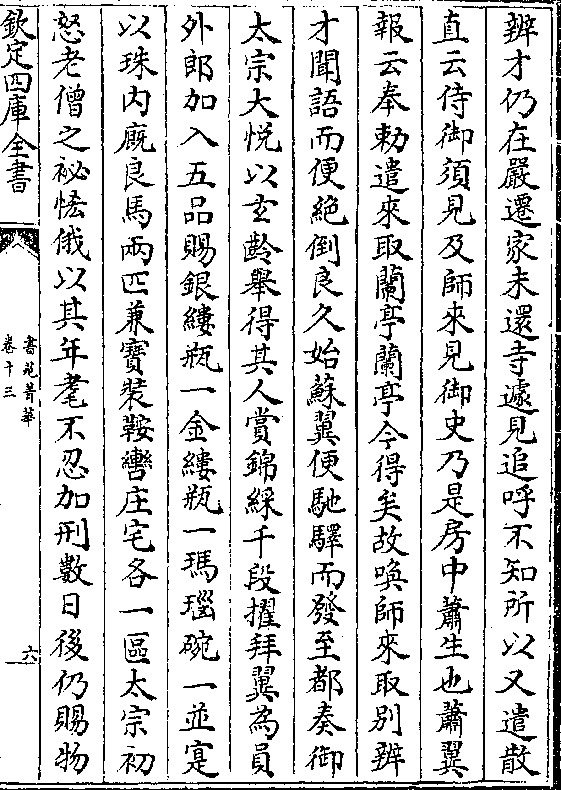 辨才仍在嚴遷家未還寺遽見追呼不知所以又遣散
直云侍御須見及師來見御史乃是房中蕭生也蕭翼
報云奉勅遣來取蘭亭蘭亭今得矣故喚師來取別辨
才聞語而便絶倒良久始蘇翼便馳驛而發至都奏御
太宗大悅以玄齡舉得其人賞錦綵千段擢拜翼為員
外郎加入五品賜銀縷瓶一金縷瓶一瑪瑙碗一並寔
以珠内廐良馬兩匹兼寶裝鞍轡庄宅各一區太宗初
怒老僧之祕恡俄以其年耄不忍加刑數日後仍賜物
欽定四庫全書
書苑菁華
卷十三
六